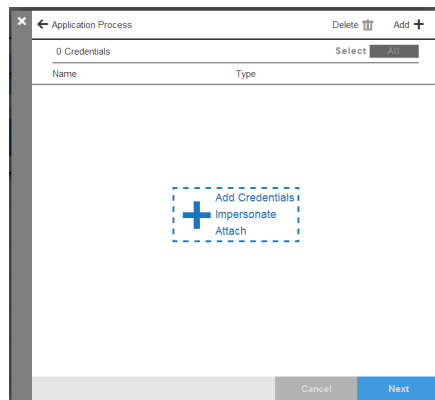 Application Process Delete Add
0 Credentials Select All
Name Type
Add Credentials
Impersonate
Attach
Cancel Next